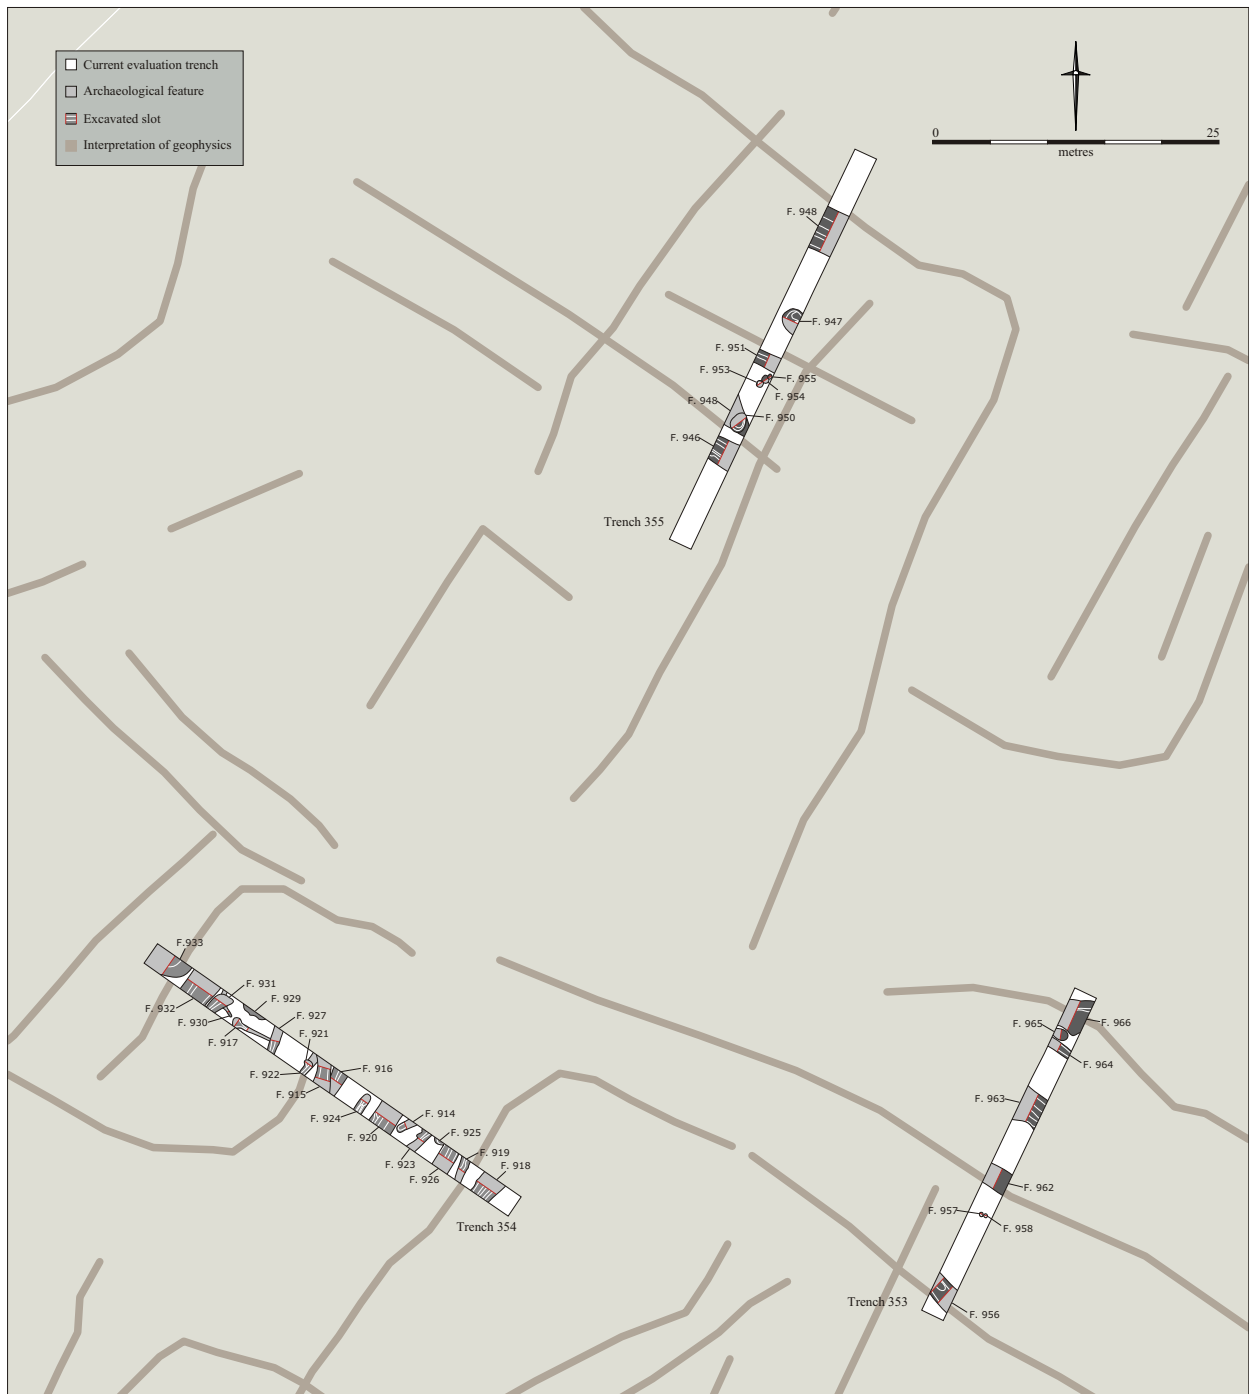 Current evaluation trench
Archaeological feature
Excavated slot
Interpretation of geophysics
0 25
metres
F. 948
F. 947
F. 951
F. 953
F. 955
F. 954
F. 948
F. 950
F. 946
Trench 355
F.933
F. 931
F. 932
F. 929
F. 930
F. 927
F. 917
F. 921
F. 922
F. 916
F. 915
F. 924
F. 914
F. 920
F. 925
F. 919
F. 923
F. 918
F. 926
Trench 354
F. 965
F. 966
F. 964
F. 963
F. 962
F. 957
F. 958
Trench 353
F. 956